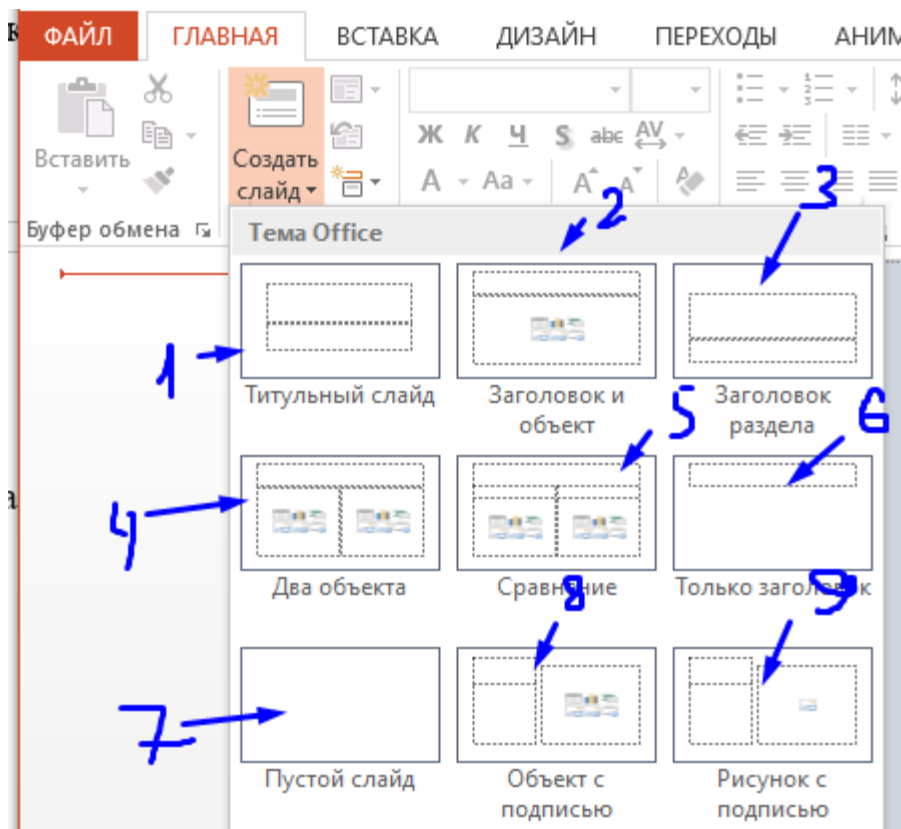 ФАЙЛ ГЛАВНАЯ ВСТАВКА ДИЗАЙН ПЕРЕХОДЫ АНИМ
Вставить
Создать
слайд
Ж К Ч S abc AV
А Aa А А
Буфер обмена
Тема Office
2
3
1
Титульный слайд
Заголовок и
объект
Заголовок
раздела
5
6
4
Два объекта
Сравнение
Только заголовок
8
9
7
Пустой слайд
Объект с
подписью
Рисунок с
подписью